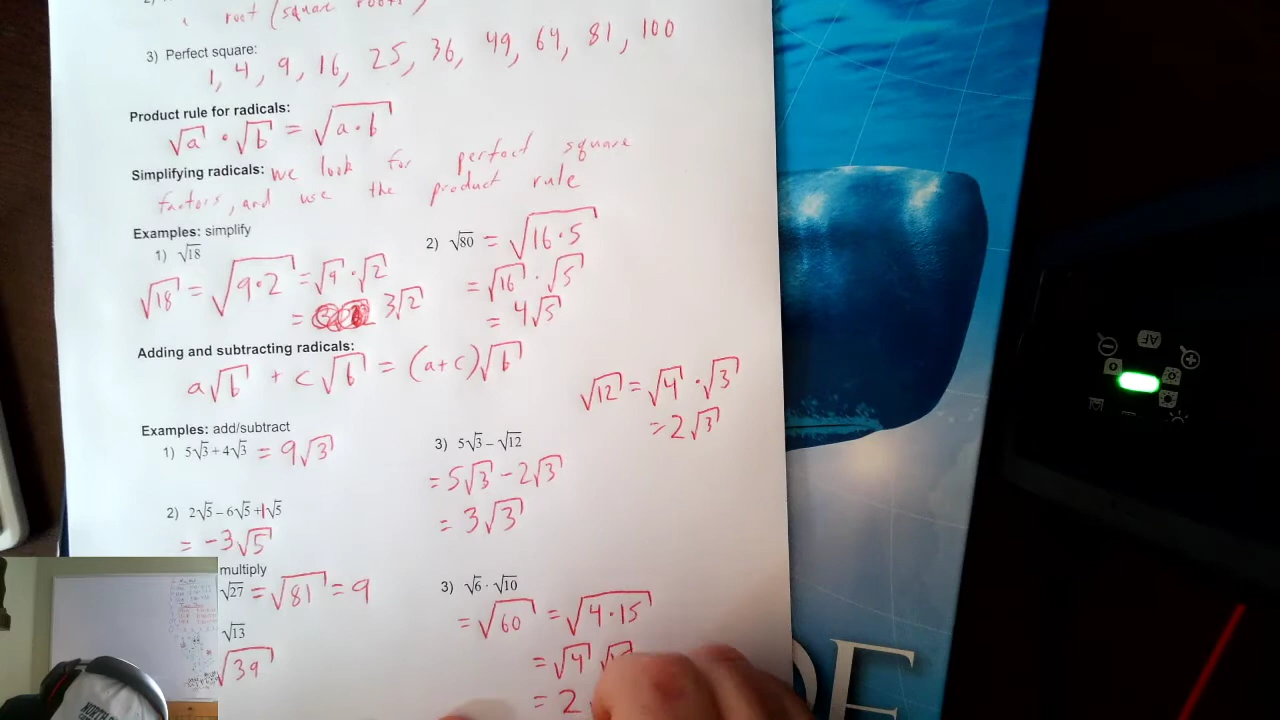 root (square roots)
3) Perfect square:
1, 4, 9, 16, 25, 36, 49, 64, 81, 100
Product rule for radicals:
√a · √b = √a·b
Simplifying radicals: we look for perfect square
factors, and use the product rule
Examples: simplify
1) √18
√18 = √9·2 = √9 · √2
= 3√2
2) √80 = √16·5
= √16 · √5
= 4√5
Adding and subtracting radicals:
a√b + c√b = (a+c)√b
√12 = √4 · √3
= 2√3
Examples: add/subtract
1) 5√3 + 4√3 = 9√3
3) 5√3 – √12
= 5√3 – 2√3
= 3√3
2) 2√5 – 6√5 + 1√5
= -3√5
multiply
√27 = √81 = 9
√13
√39
3) √6 · √10
= √60 = √4·15
= √4
= 2
AF
NORTH